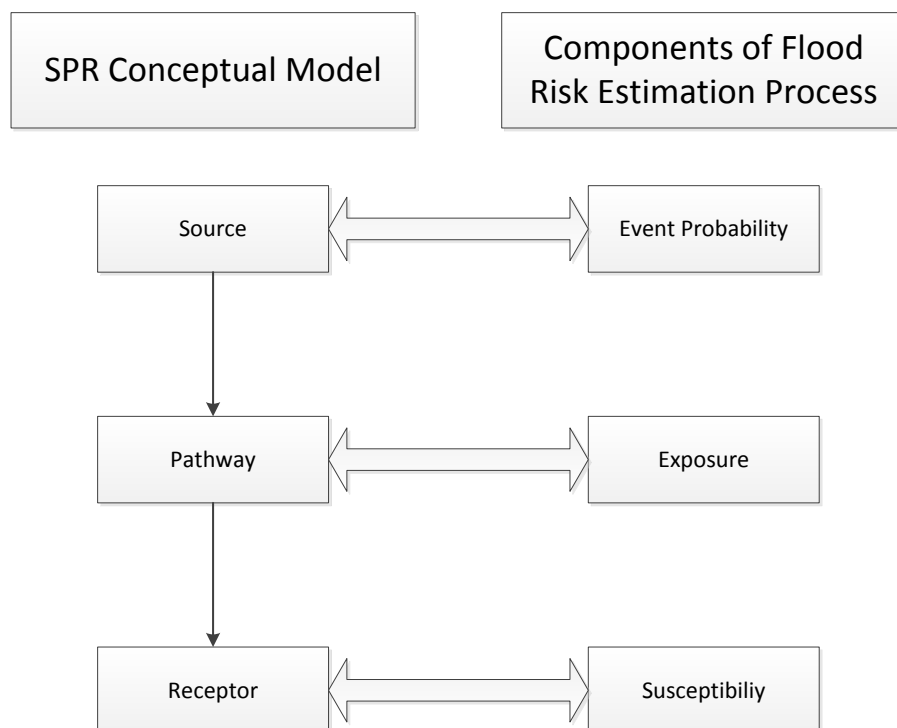 SPR Conceptual Model
Components of Flood
Risk Estimation Process
Source
Event Probability
Pathway
Exposure
Receptor
Susceptibiliy